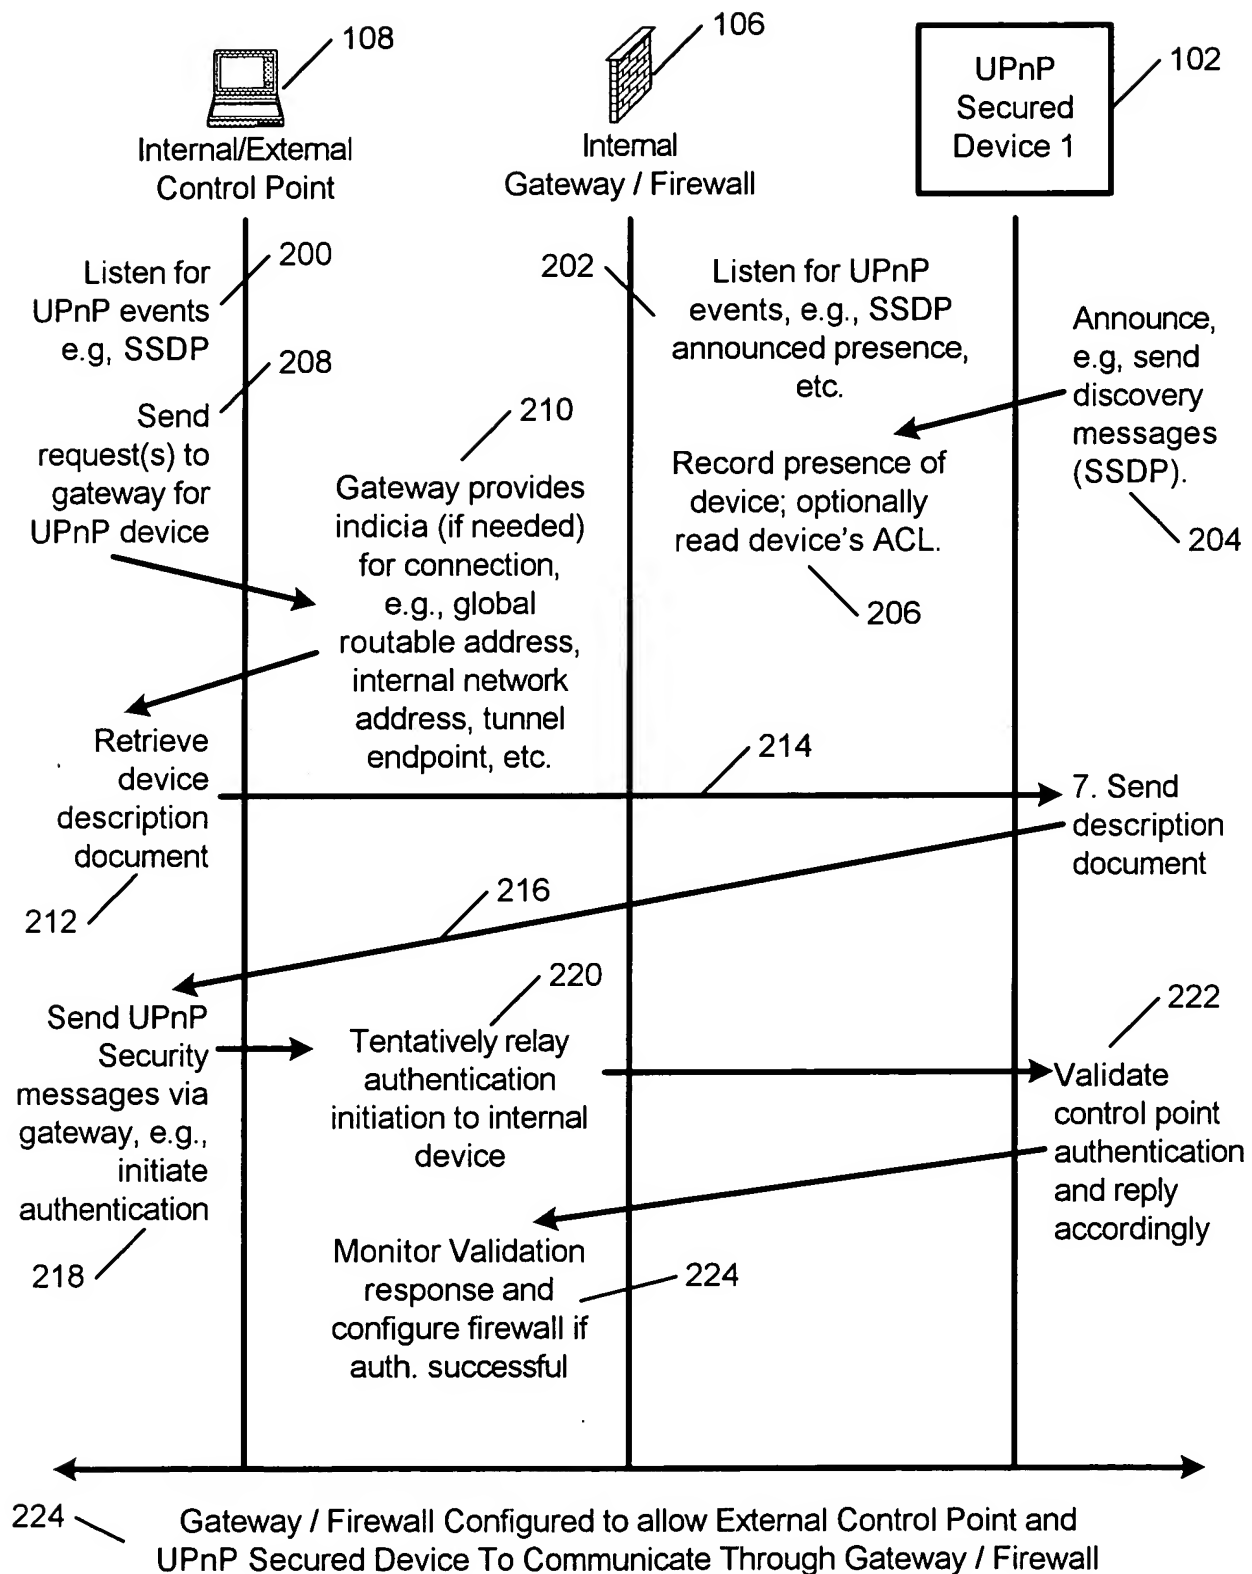 108
106
102
Internal/External
Control Point
Internal
Gateway / Firewall
UPnP
Secured
Device 1
200
Listen for
UPnP events
e.g, SSDP
202
Listen for UPnP
events, e.g., SSDP
announced presence,
etc.
Announce,
e.g, send
discovery
messages
(SSDP).
204
208
Send
request(s) to
gateway for
UPnP device
210
Gateway provides
indicia (if needed)
for connection,
e.g., global
routable address,
internal network
address, tunnel
endpoint, etc.
Record presence of
device; optionally
read device's ACL.
206
Retrieve
device
description
document
212
214
7. Send
description
document
216
Send UPnP
Security
messages via
gateway, e.g.,
initiate
authentication
218
220
Tentatively relay
authentication
initiation to internal
device
222
Validate
control point
authentication
and reply
accordingly
Monitor Validation
response and
configure firewall if
auth. successful
224
224
Gateway / Firewall Configured to allow External Control Point and
UPnP Secured Device To Communicate Through Gateway / Firewall